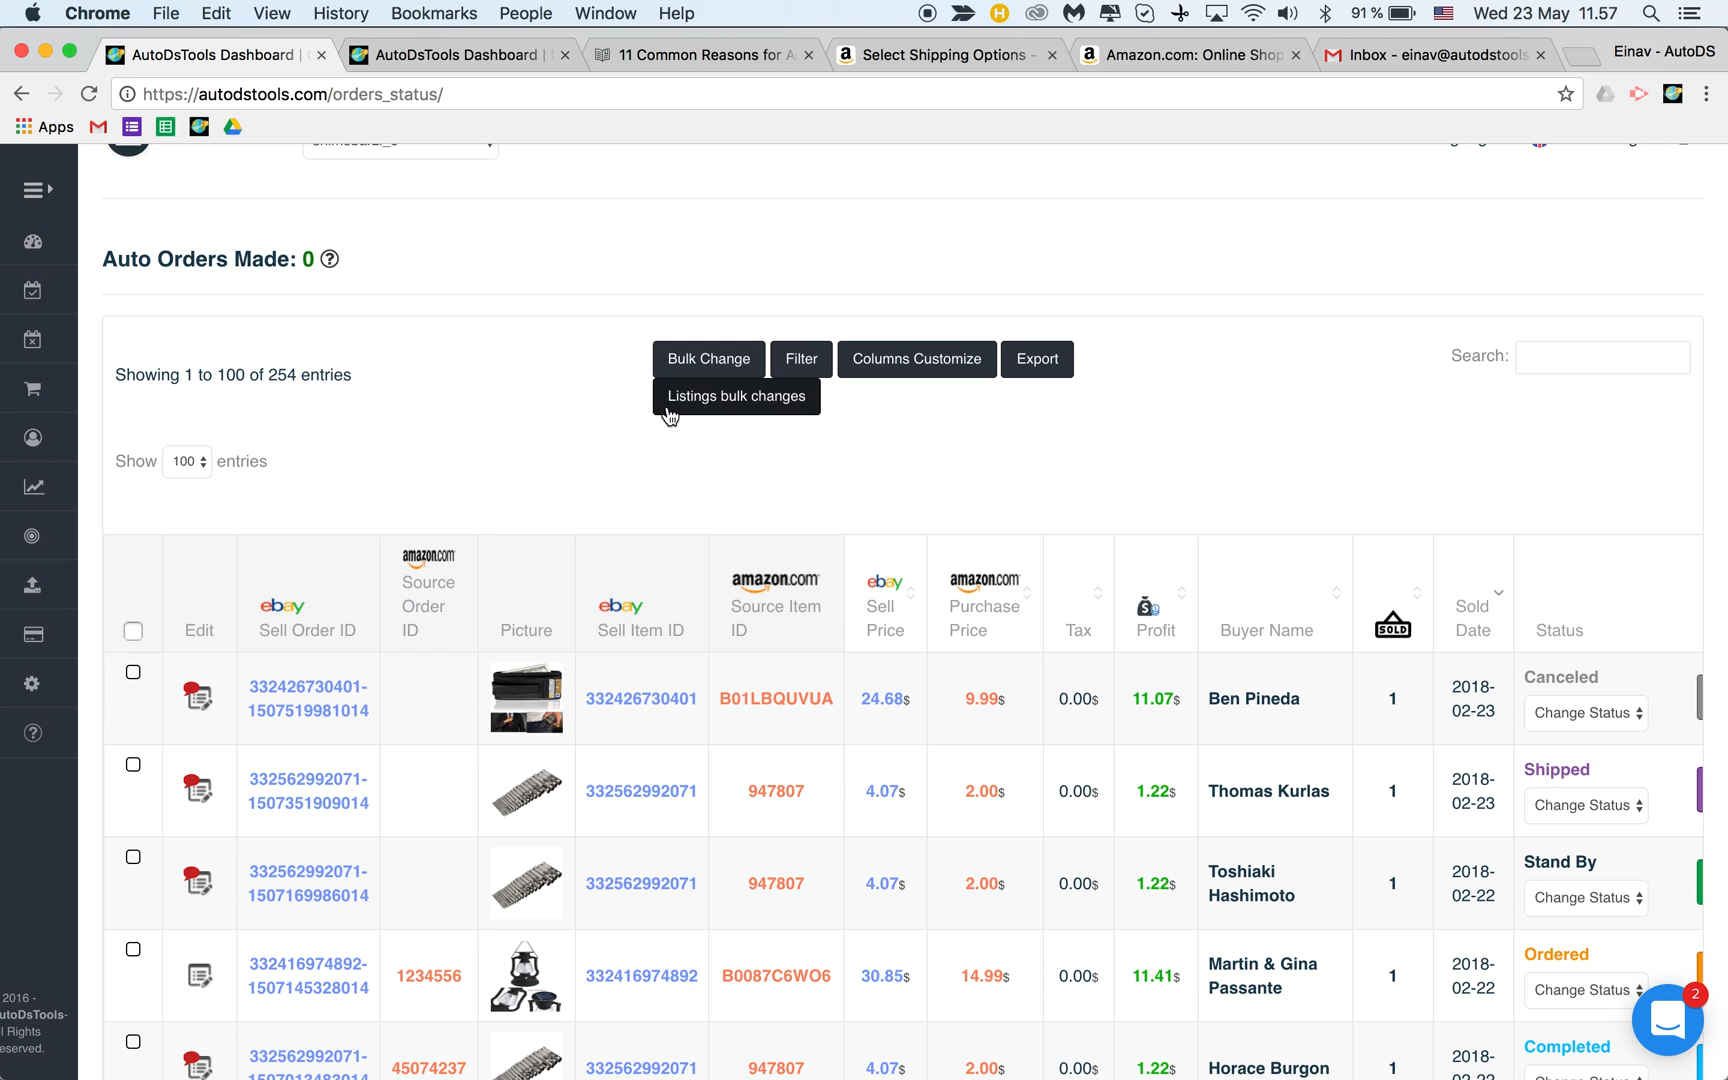 Chrome File Edit View History Bookmarks People Window Help 91% Wed 23 May 11.57
AutoDsTools Dashboard | AutoDsTools Dashboard | 11 Common Reasons for A Select Shipping Options - Amazon.com: Online Shop Inbox - einav@autodstools Einav - AutoDS
https://autodstools.com/orders_status/
Apps
Auto Orders Made: 0
Showing 1 to 100 of 254 entries
Bulk Change Filter Columns Customize Export
Search:
Listings bulk changes
Show 100 entries
Edit
ebay Sell Order ID
amazon.com Source Order ID
Picture
ebay Sell Item ID
amazon.com Source Item ID
ebay Sell Price
amazon.com Purchase Price
Tax
Profit
Buyer Name
SOLD
Sold Date
Status
332426730401-1507519981014 332426730401 B01LBQUVUA 24.68$ 9.99$ 0.00$ 11.07$ Ben Pineda 1 2018-02-23 Canceled
Change Status
332562992071-1507351909014 332562992071 947807 4.07$ 2.00$ 0.00$ 1.22$ Thomas Kurlas 1 2018-02-23 Shipped
Change Status
332562992071-1507169986014 332562992071 947807 4.07$ 2.00$ 0.00$ 1.22$ Toshiaki Hashimoto 1 2018-02-22 Stand By
Change Status
332416974892-1507145328014 1234556 332416974892 B0087C6WO6 30.85$ 14.99$ 0.00$ 11.41$ Martin & Gina Passante 1 2018-02-22 Ordered
Change Status
2
332562992071- 45074237 332562992071 947807 4.07$ 2.00$ 0.00$ 1.22$ Horace Burgon 1 2018- Completed
2016 -
utoDsTools-
l Rights
eserved.